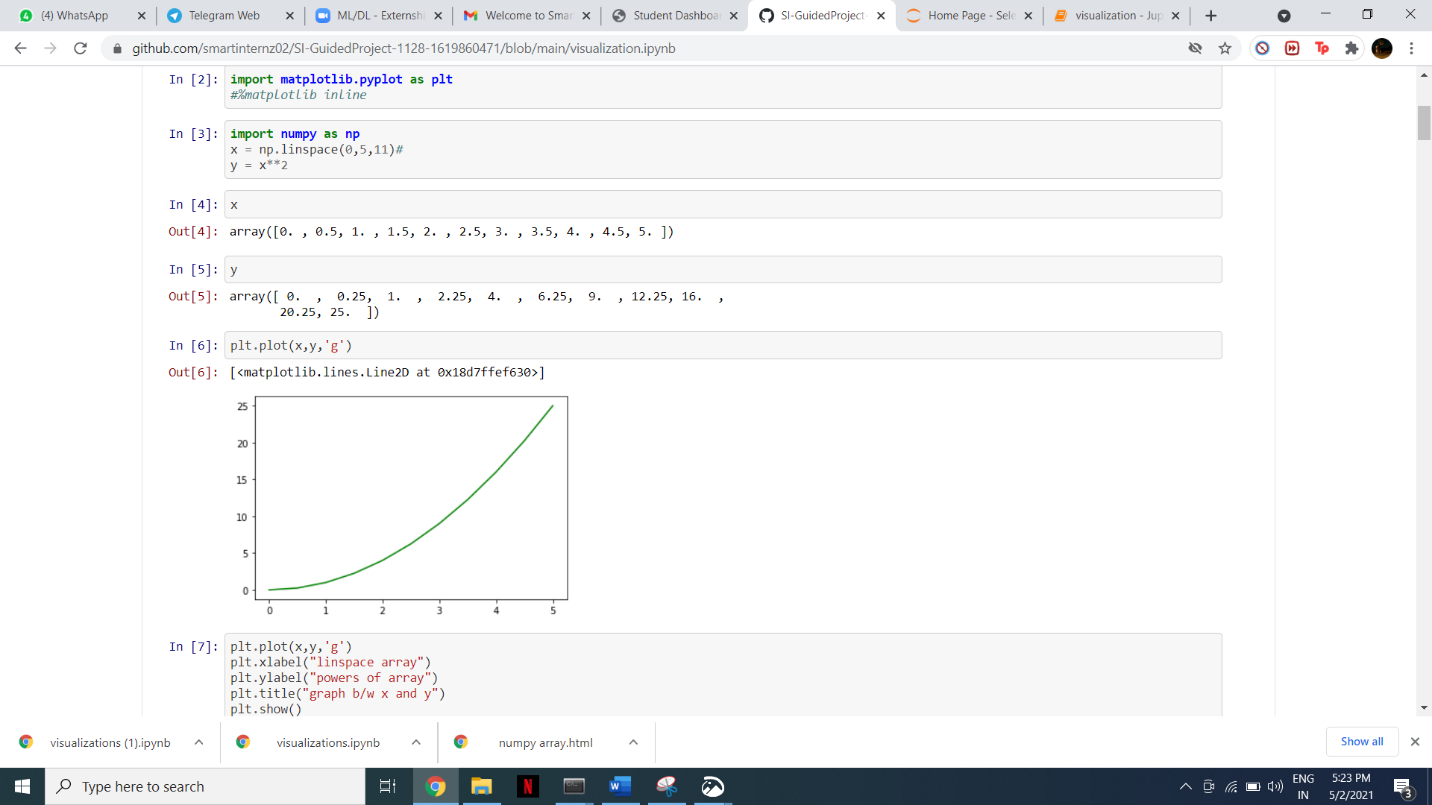 (4) WhatsApp
Telegram Web
ML/DL - Externshi
Welcome to Smar
Student Dashboar
SI-GuidedProject
Home Page - Sele
visualization - Jup
github.com/smartinternz02/SI-GuidedProject-1128-1619860471/blob/main/visualization.ipynb
In [2]: import matplotlib.pyplot as plt
#%matplotlib inline
In [3]: import numpy as np
x = np.linspace(0,5,11)#
y = x**2
In [4]: x
Out[4]: array([0. , 0.5, 1. , 1.5, 2. , 2.5, 3. , 3.5, 4. , 4.5, 5. ])
In [5]: y
Out[5]: array([ 0.  ,  0.25,  1.  ,  2.25,  4.  ,  6.25,  9.  , 12.25, 16.  ,
20.25, 25.  ])
In [6]: plt.plot(x,y,'g')
Out[6]: [<matplotlib.lines.Line2D at 0x18d7ffef630>]
25
20
15
10
5
0
0 1 2 3 4 5
In [7]: plt.plot(x,y,'g')
plt.xlabel("linspace array")
plt.ylabel("powers of array")
plt.title("graph b/w x and y")
plt.show()
visualizations (1).ipynb
visualizations.ipynb
numpy array.html
Show all
Type here to search
ENG
IN
5:23 PM
5/2/2021
3